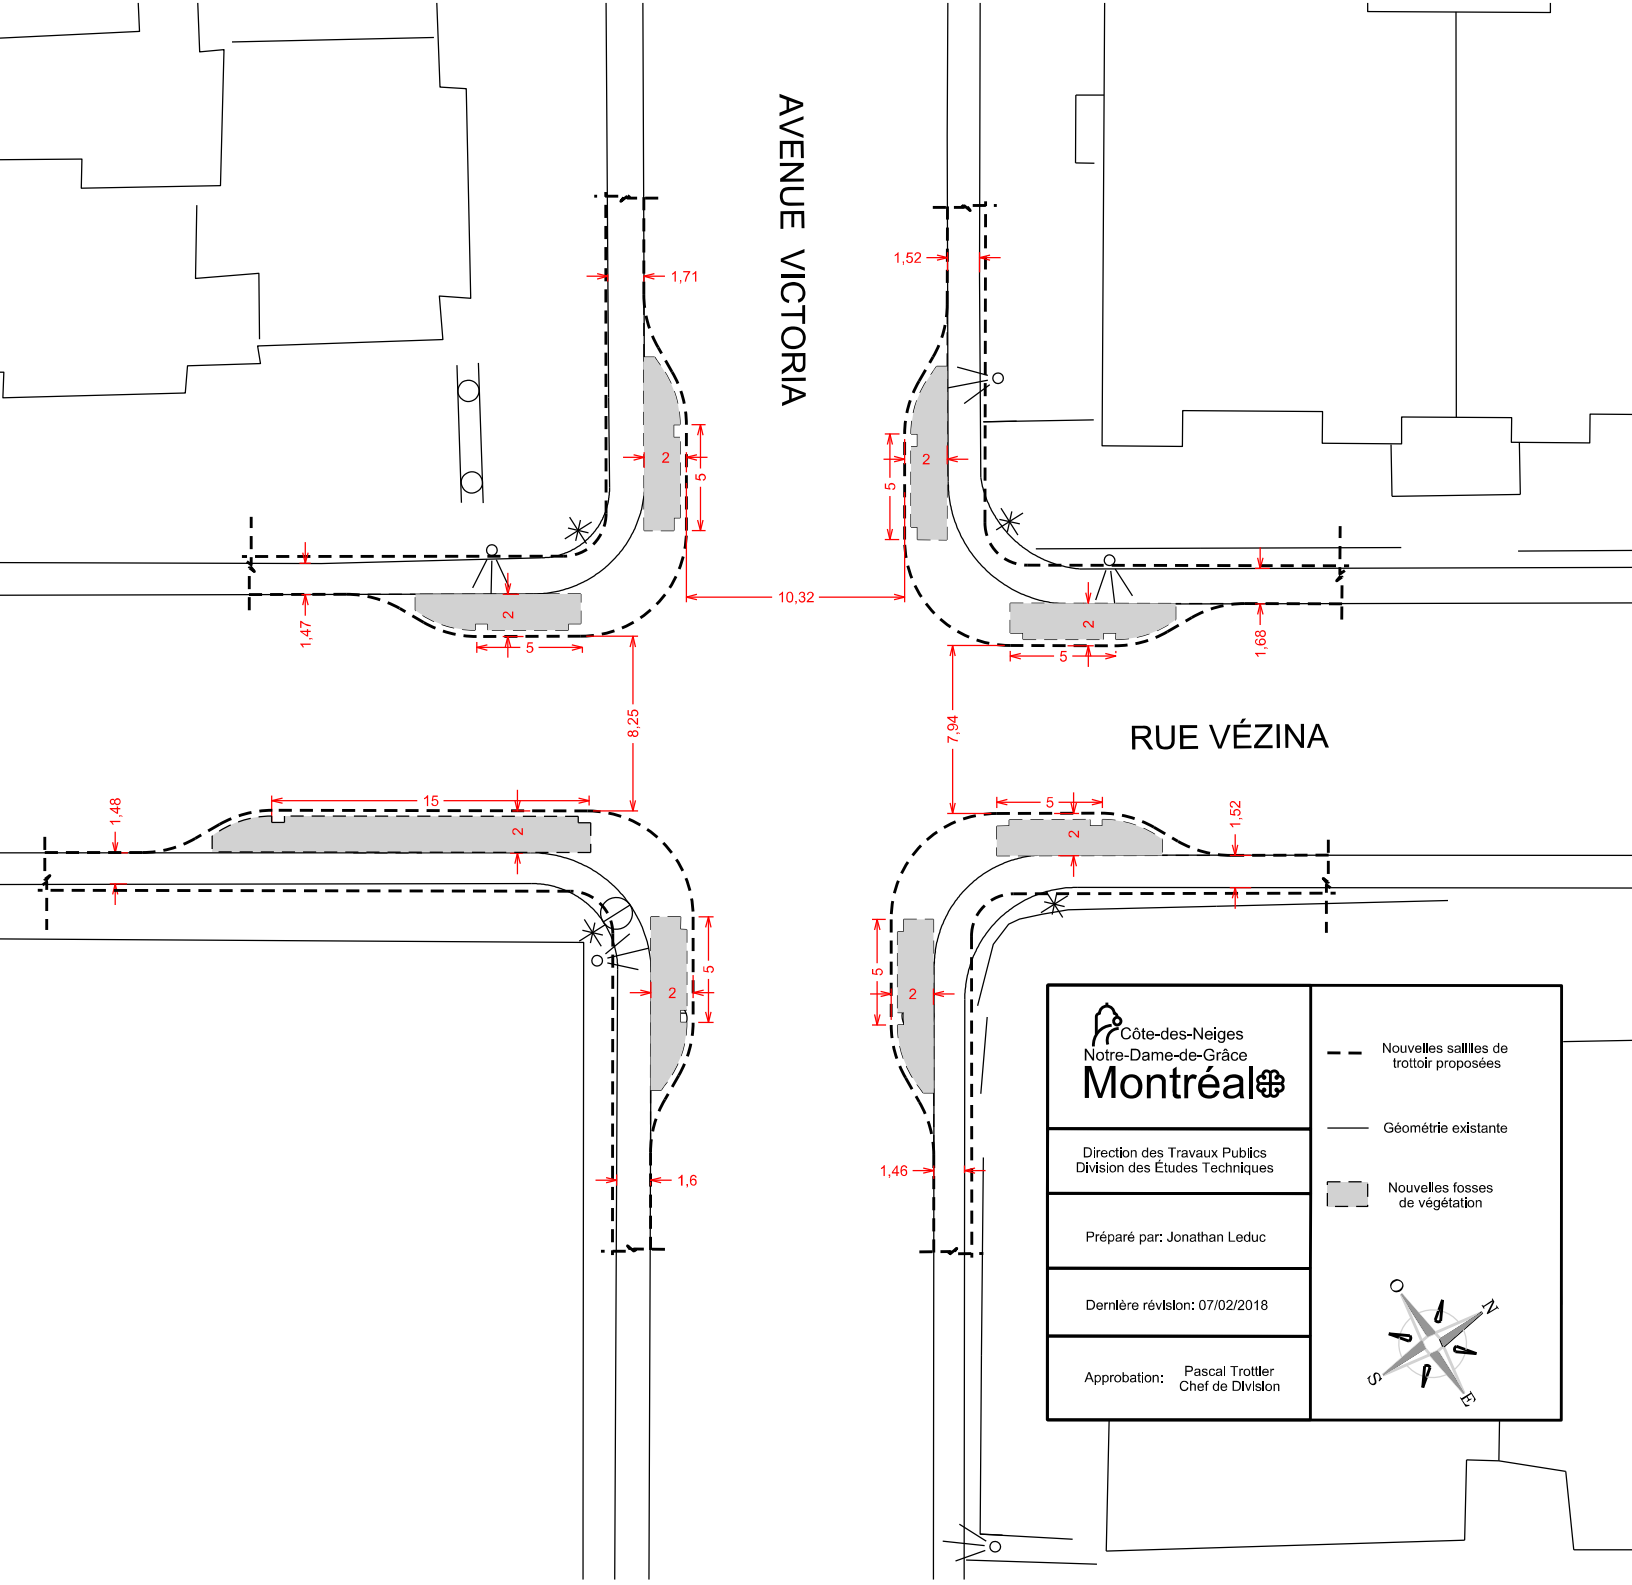 AVENUE VICTORIA
1,52
1,71
2
5
2
5
10,32
2
5
1,47
2
5
1,68
8,25
7,94
RUE VÉZINA
1,48
15
2
5
2
1,52
2
5
2
5
1,6
1,46
Côte-des-Neiges
Notre-Dame-de-Grâce
Montréal
Direction des Travaux Publics
Division des Études Techniques
Préparé par: Jonathan Leduc
Dernière révision: 07/02/2018
Approbation: Pascal Trottier
Chef de Division
Nouvelles saillies de
trottoir proposées
Géométrie existante
Nouvelles fosses
de végétation
O
N
S
E